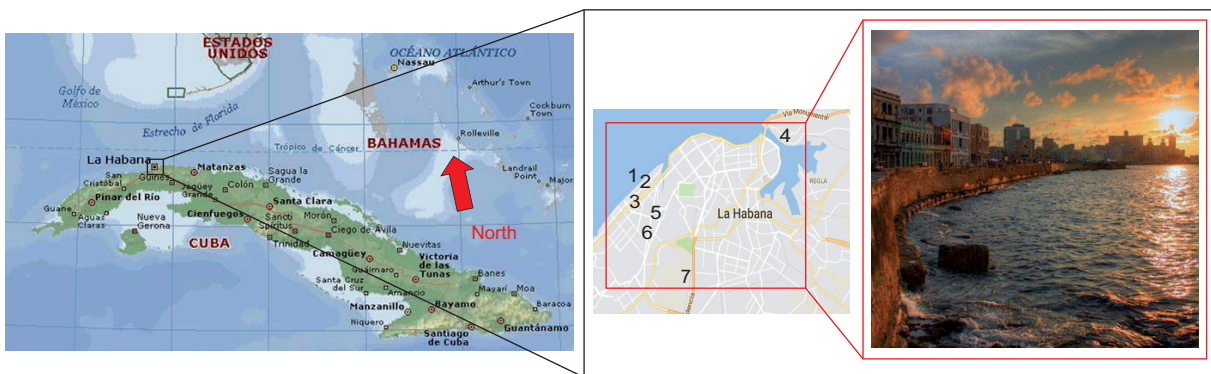 ESTADOS
UNIDOS
OCÉANO ATLÁNTICO
Nassau
Golfo de
México
Arthur's Town
Cockburn
Town
Estrecho de Florida
Rolleville
BAHAMAS
Trópico de Cáncer
La Habana
Matanzas
Landrail
Point
Major
San
Cristóbal
Güines
Sagua la
Grande
Jagüey
Grande
Colón
Pinar del Río
Santa Clara
Guane
Aguas
Claras
Nueva
Gerona
Cienfuegos
Sancti
Spíritus
Morón
Ciego de Ávila
Trinidad
CUBA
Nuevitas
Camagüey
Victoria
de las
Tunas
Guáimaro
Santa Cruz
del Sur
Amancio
Banes
Mayarí
Moa
Baracoa
Manzanillo
Bayamo
Niquero
Santiago
de Cuba
Guantánamo
North
Vía Monumental
4
1
2
3
5
6
7
REGLA
La Habana